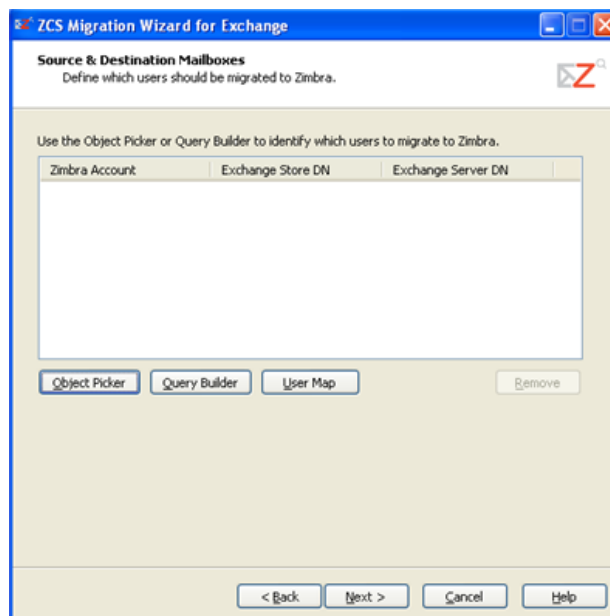 ZCS Migration Wizard for Exchange
Source & Destination Mailboxes
Define which users should be migrated to Zimbra.
Use the Object Picker or Query Builder to identify which users to migrate to Zimbra.
Zimbra Account Exchange Store DN Exchange Server DN
Object Picker Query Builder User Map Remove
< Back Next > Cancel Help